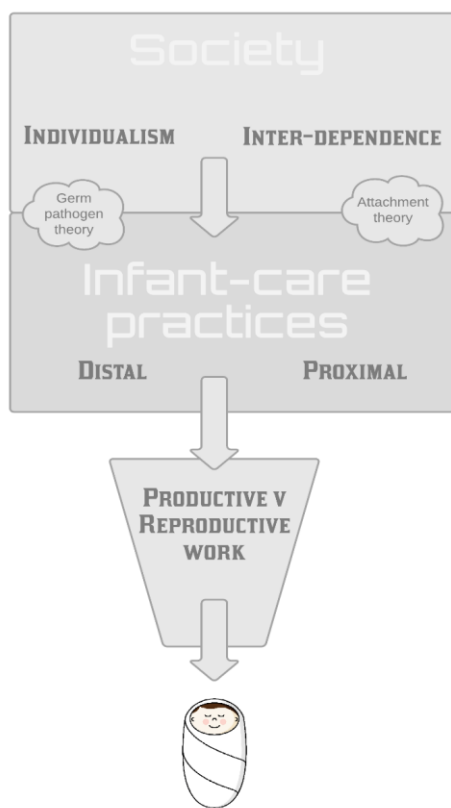 Society
INDIVIDUALISM
INTER-DEPENDENCE
Germ
pathogen
theory
Attachment
theory
Infant-care
practices
DISTAL
PROXIMAL
PRODUCTIVE V
REPRODUCTIVE
WORK